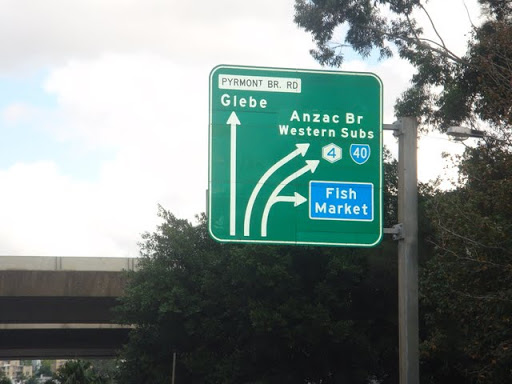 PYRMONT BR. RD
Glebe
Anzac Br
Western Subs
4 40
Fish
Market